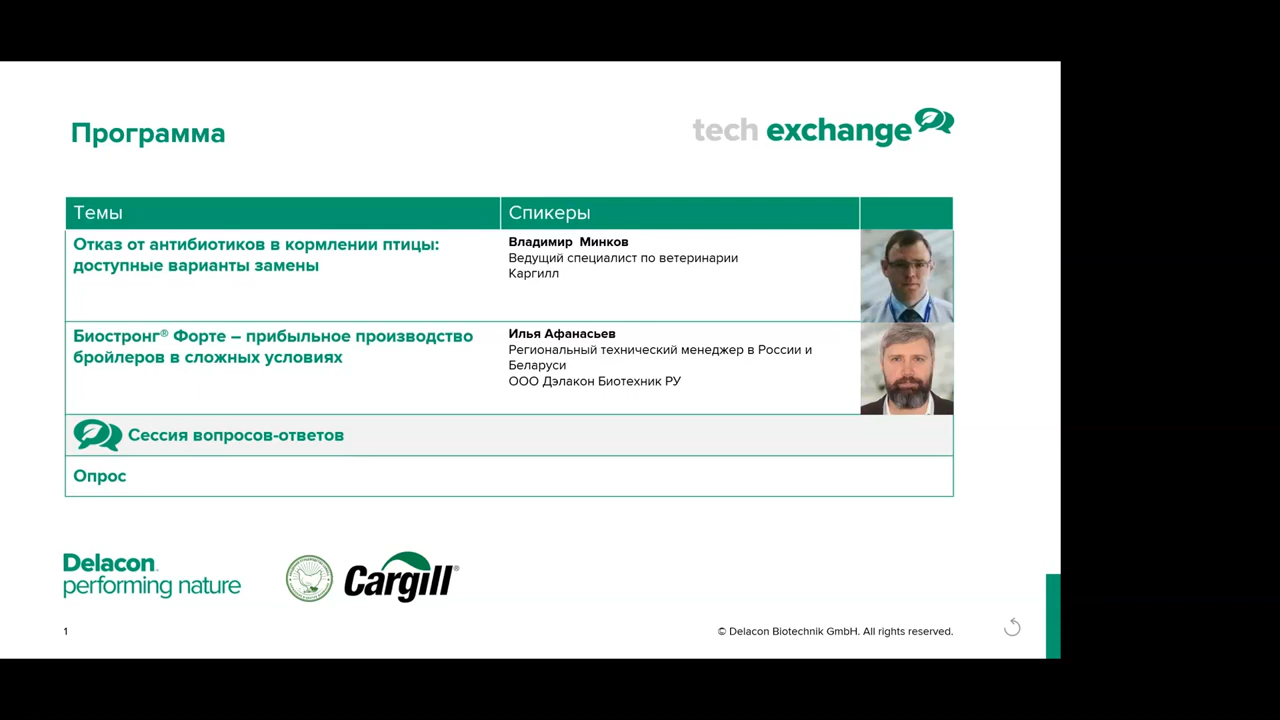 Программа
tech exchange
Темы
Спикеры
Отказ от антибиотиков в кормлении птицы:
доступные варианты замены
Владимир Минков
Ведущий специалист по ветеринарии
Каргилл
Биостронг® Форте – прибыльное производство
бройлеров в сложных условиях
Илья Афанасьев
Региональный технический менеджер в России и
Беларуси
ООО Дэлакон Биотехник РУ
Сессия вопросов-ответов
Опрос
Delacon
performing nature
Cargill®
1
© Delacon Biotechnik GmbH. All rights reserved.